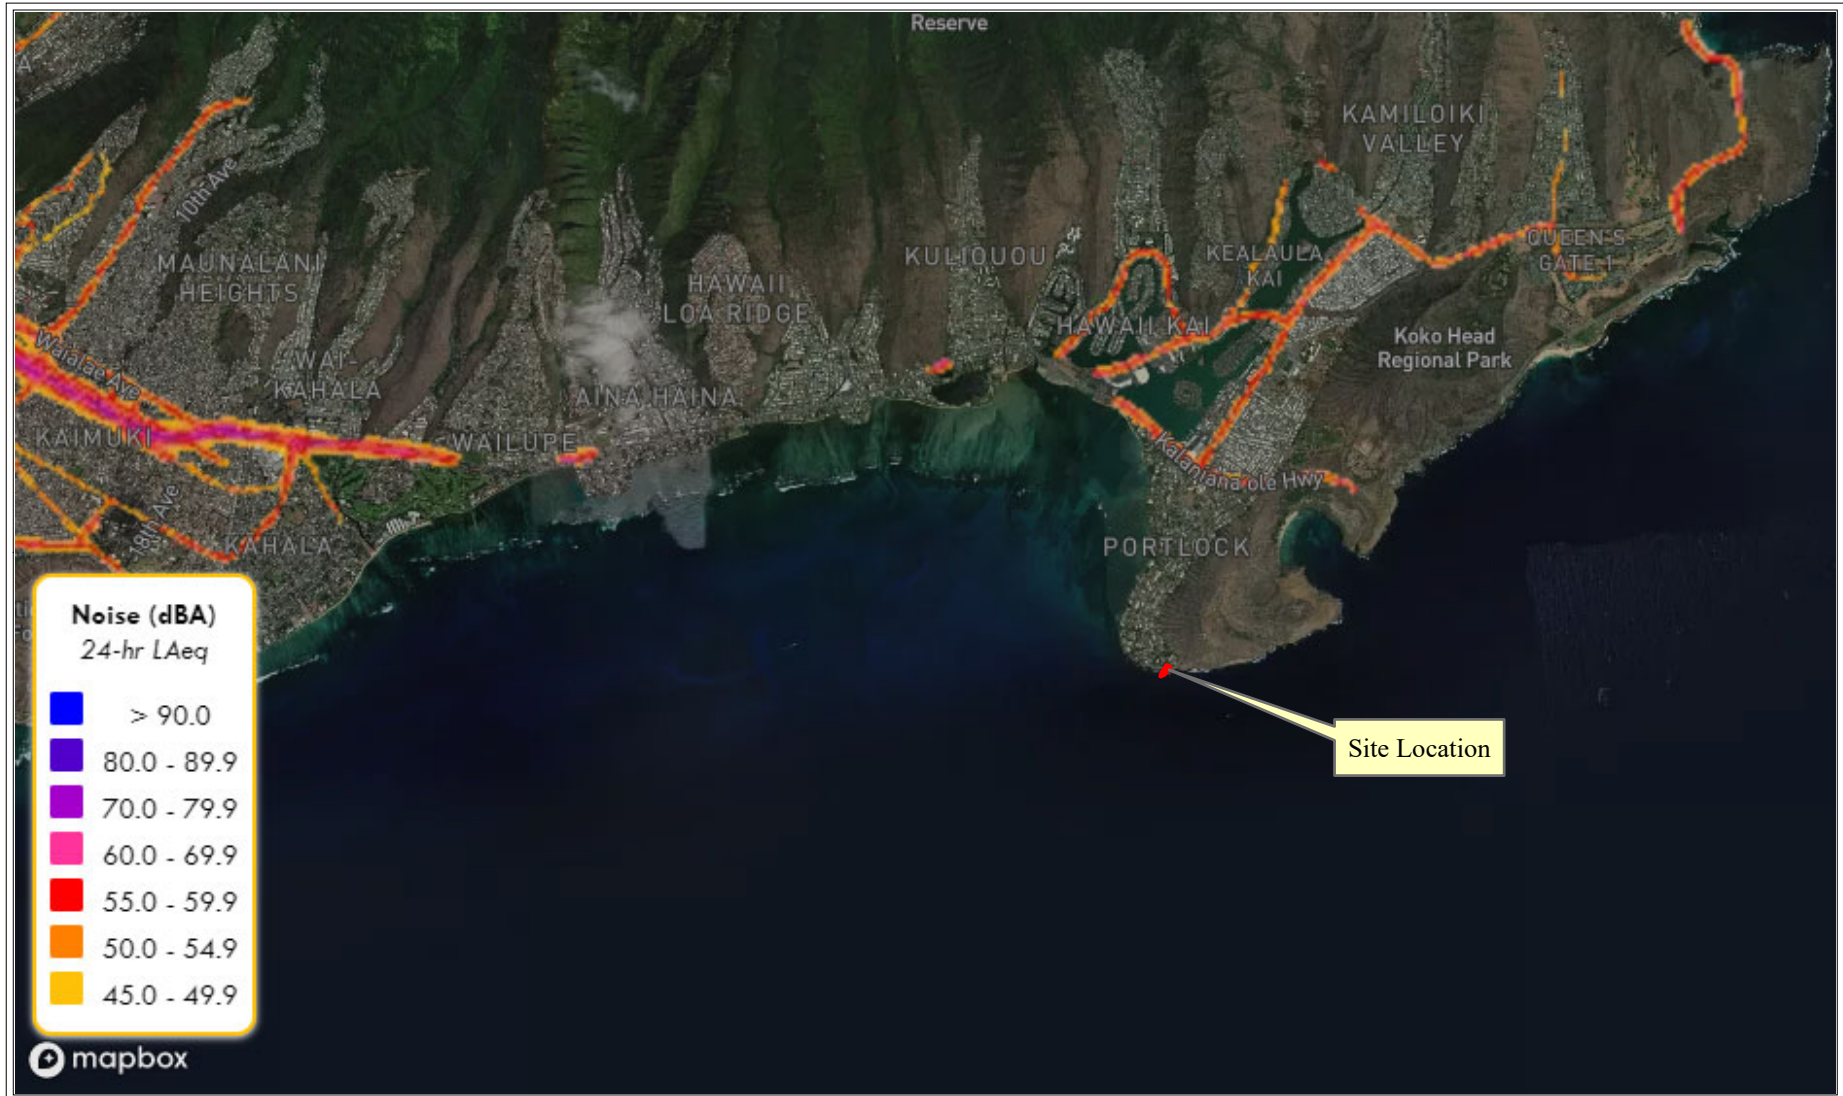 Reserve
KAMILOIKI
VALLEY
10th Ave
MAUNALANI
HEIGHTS
KULIOUOU
KEALAULA
KAI
QUEEN'S
GATE 1
HAWAII
LOA RIDGE
HAWAII KAI
Koko Head
Regional Park
Waialae Ave
WAI-
KAHALA
AINA HAINA
KAIMUKI
WAILUPE
Kalaniana'ole Hwy
18th Ave
KAHALA
PORTLOCK
Site Location
Noise (dBA)
24-hr LAeq
> 90.0
80.0 - 89.9
70.0 - 79.9
60.0 - 69.9
55.0 - 59.9
50.0 - 54.9
45.0 - 49.9
mapbox